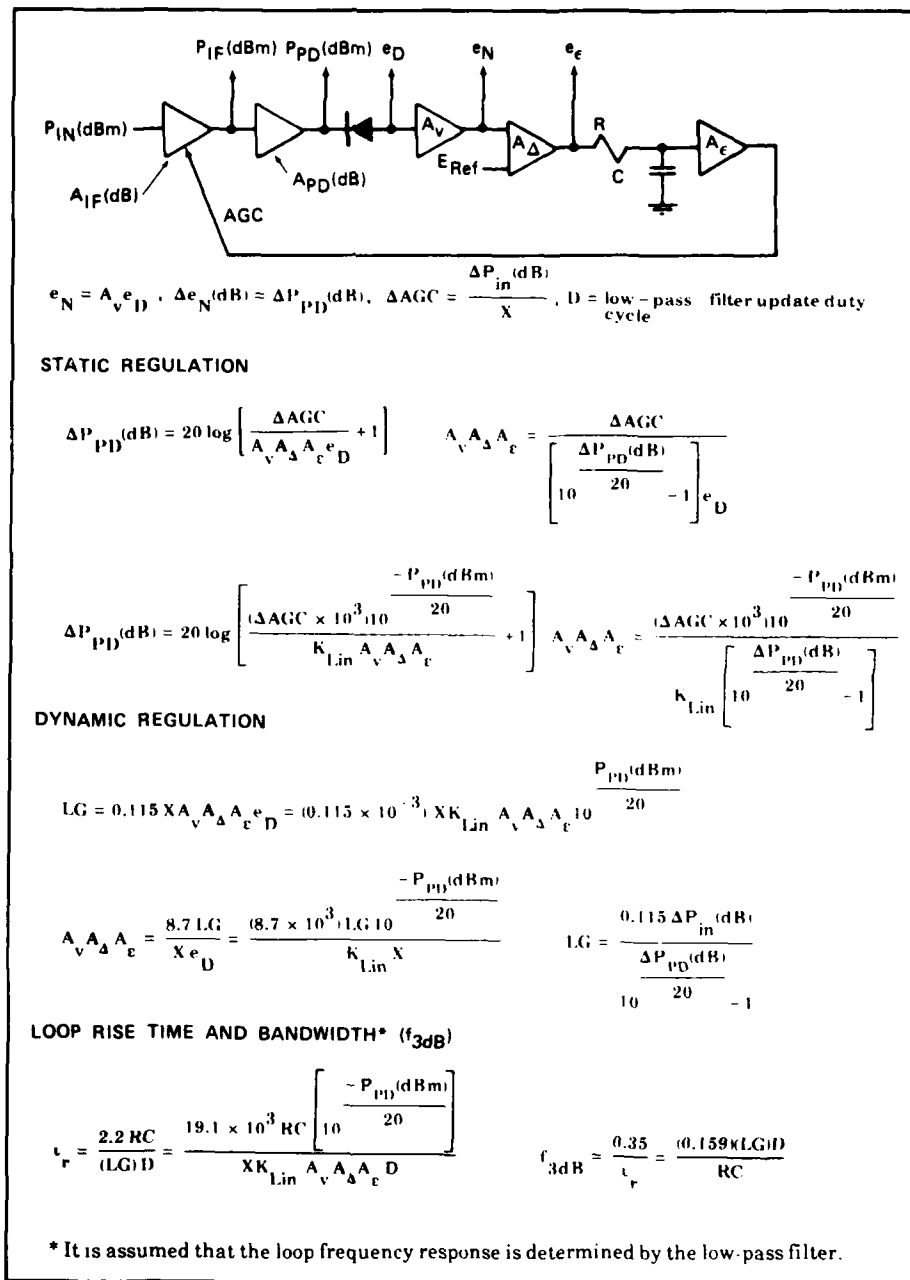 P_IF(dBm) P_PD(dBm) e_D e_N e_ϵ
P_IN(dBm) A_v A_Δ R C A_ϵ
E_Ref
A_IF(dB) A_PD(dB)
AGC
e_N = A_v e_D , Δe_N(dB) = ΔP_PD(dB), ΔAGC = ΔP_in(dB) / X , D = low-pass filter update duty cycle
STATIC REGULATION
ΔP_PD(dB) = 20 log [ ΔAGC / (A_v A_Δ A_ε e_D) + 1 ] A_v A_Δ A_ε = ΔAGC / ([10^(ΔP_PD(dB)/20) - 1] e_D)
ΔP_PD(dB) = 20 log [ (ΔAGC × 10^3)10^(-P_PD(dBm)/20) / (K_Lin A_v A_Δ A_ε) + 1 ] A_v A_Δ A_ε = (ΔAGC × 10^3)10^(-P_PD(dBm)/20) / (K_Lin [10^(ΔP_PD(dB)/20) - 1])
DYNAMIC REGULATION
LG = 0.115 X A_v A_Δ A_ε e_D = (0.115 × 10^-3) X K_Lin A_v A_Δ A_ε 10^(P_PD(dBm)/20)
A_v A_Δ A_ε = 8.7 LG / (X e_D) = (8.7 × 10^3) LG 10^(-P_PD(dBm)/20) / (K_Lin X) LG = 0.115 ΔP_in(dB) / (10^(ΔP_PD(dB)/20) - 1)
LOOP RISE TIME AND BANDWIDTH* (f_3dB)
t_r = 2.2 RC / ((LG) D) = 19.1 × 10^3 RC [10^(-P_PD(dBm)/20)] / (X K_Lin A_v A_Δ A_ε D) f_3dB ≅ 0.35 / t_r = (0.159)(LG)D / RC
* It is assumed that the loop frequency response is determined by the low-pass filter.